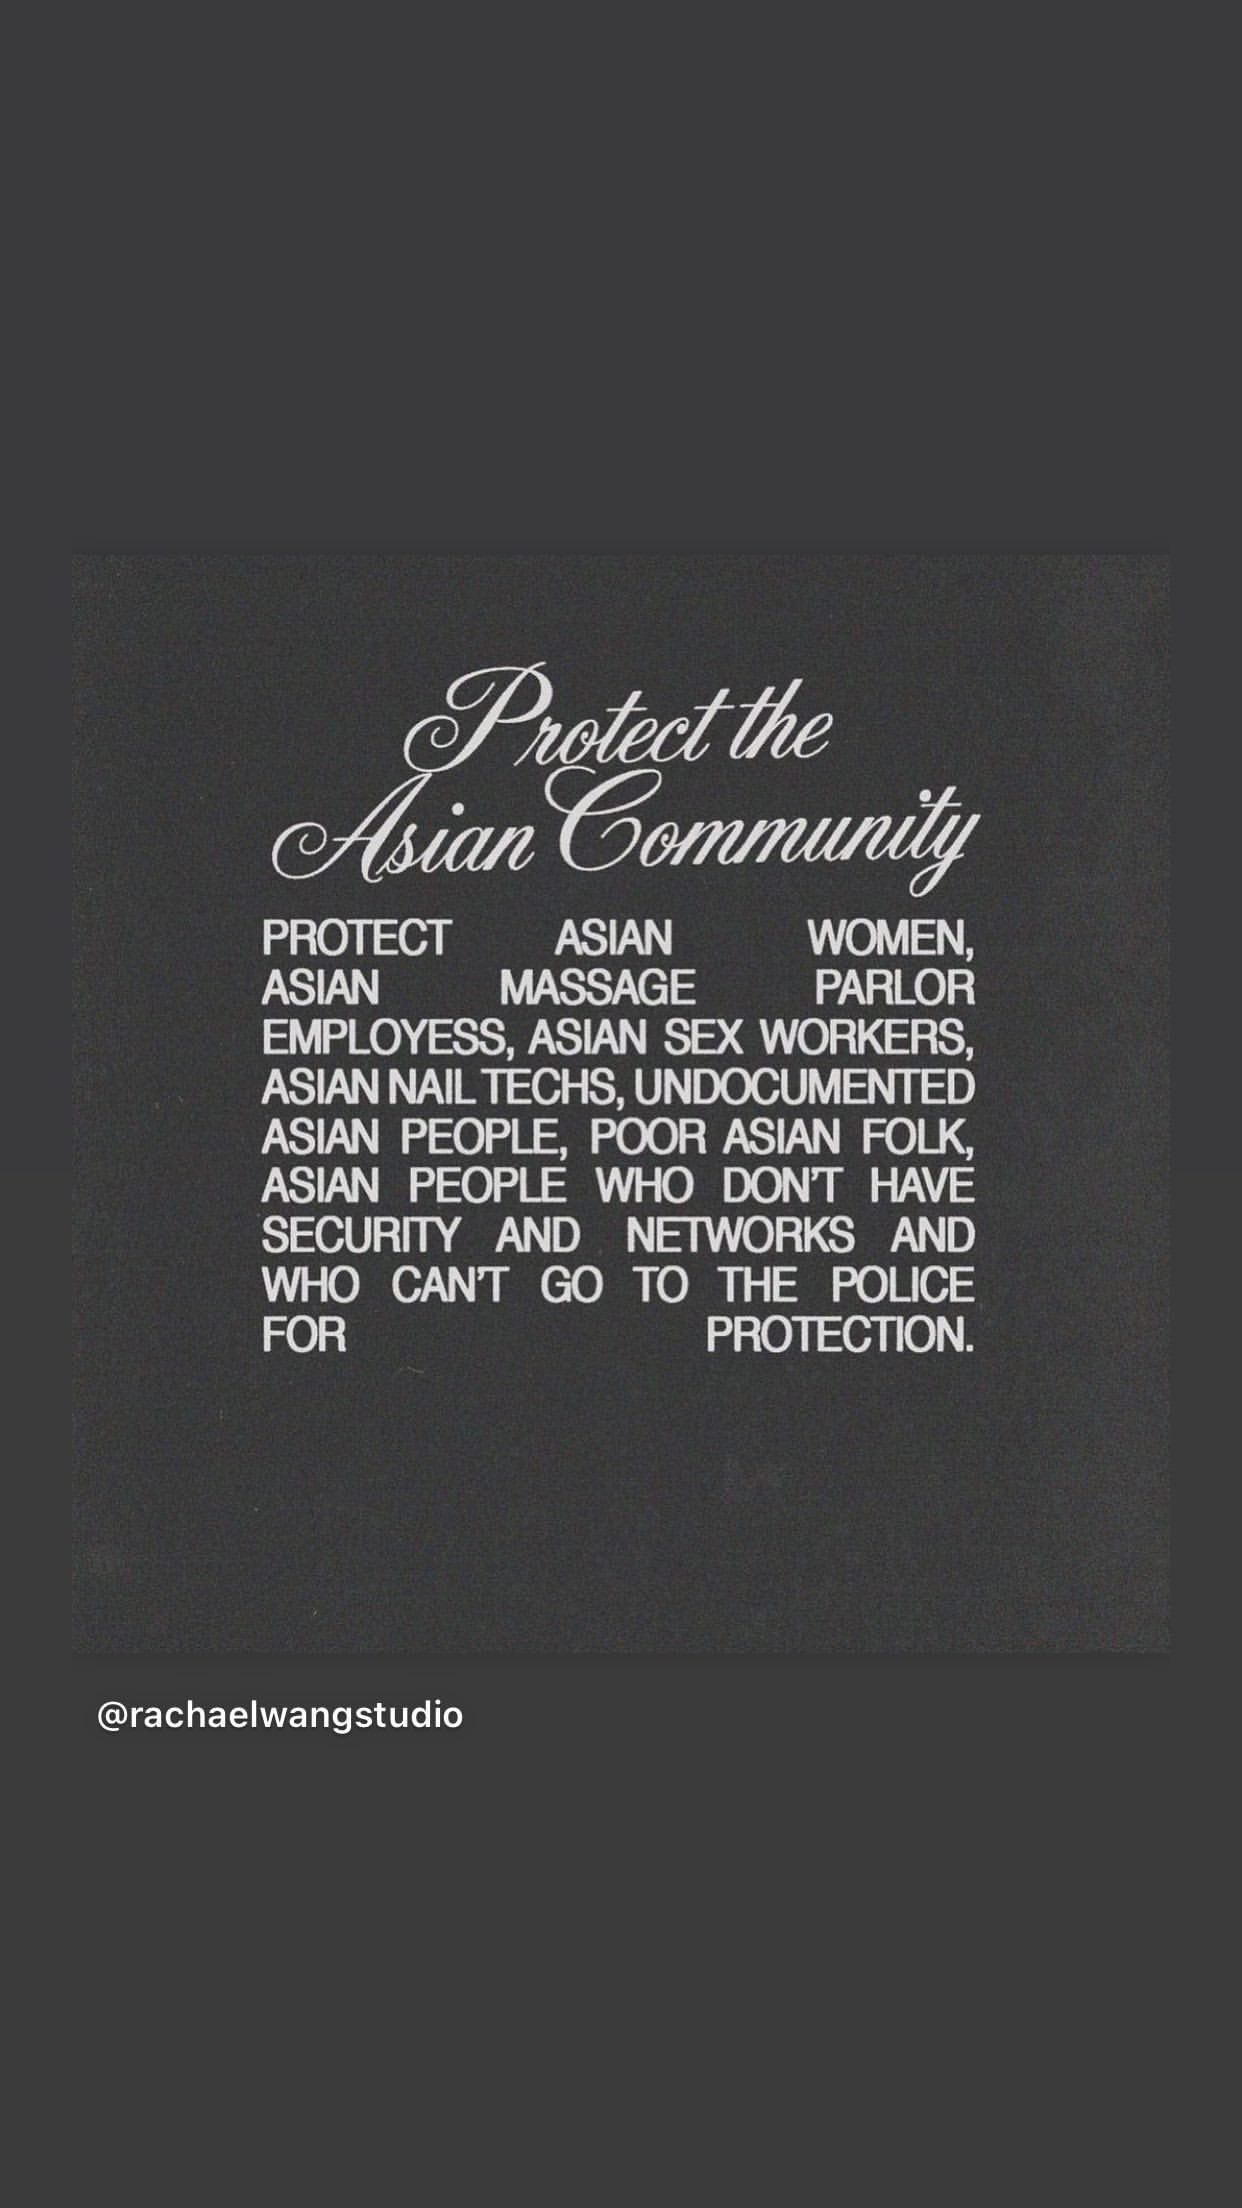 Protect the
Asian Community
PROTECT ASIAN WOMEN,
ASIAN MASSAGE PARLOR
EMPLOYESS, ASIAN SEX WORKERS,
ASIAN NAIL TECHS, UNDOCUMENTED
ASIAN PEOPLE, POOR ASIAN FOLK,
ASIAN PEOPLE WHO DON'T HAVE
SECURITY AND NETWORKS AND
WHO CAN'T GO TO THE POLICE
FOR PROTECTION.
@rachaelwangstudio